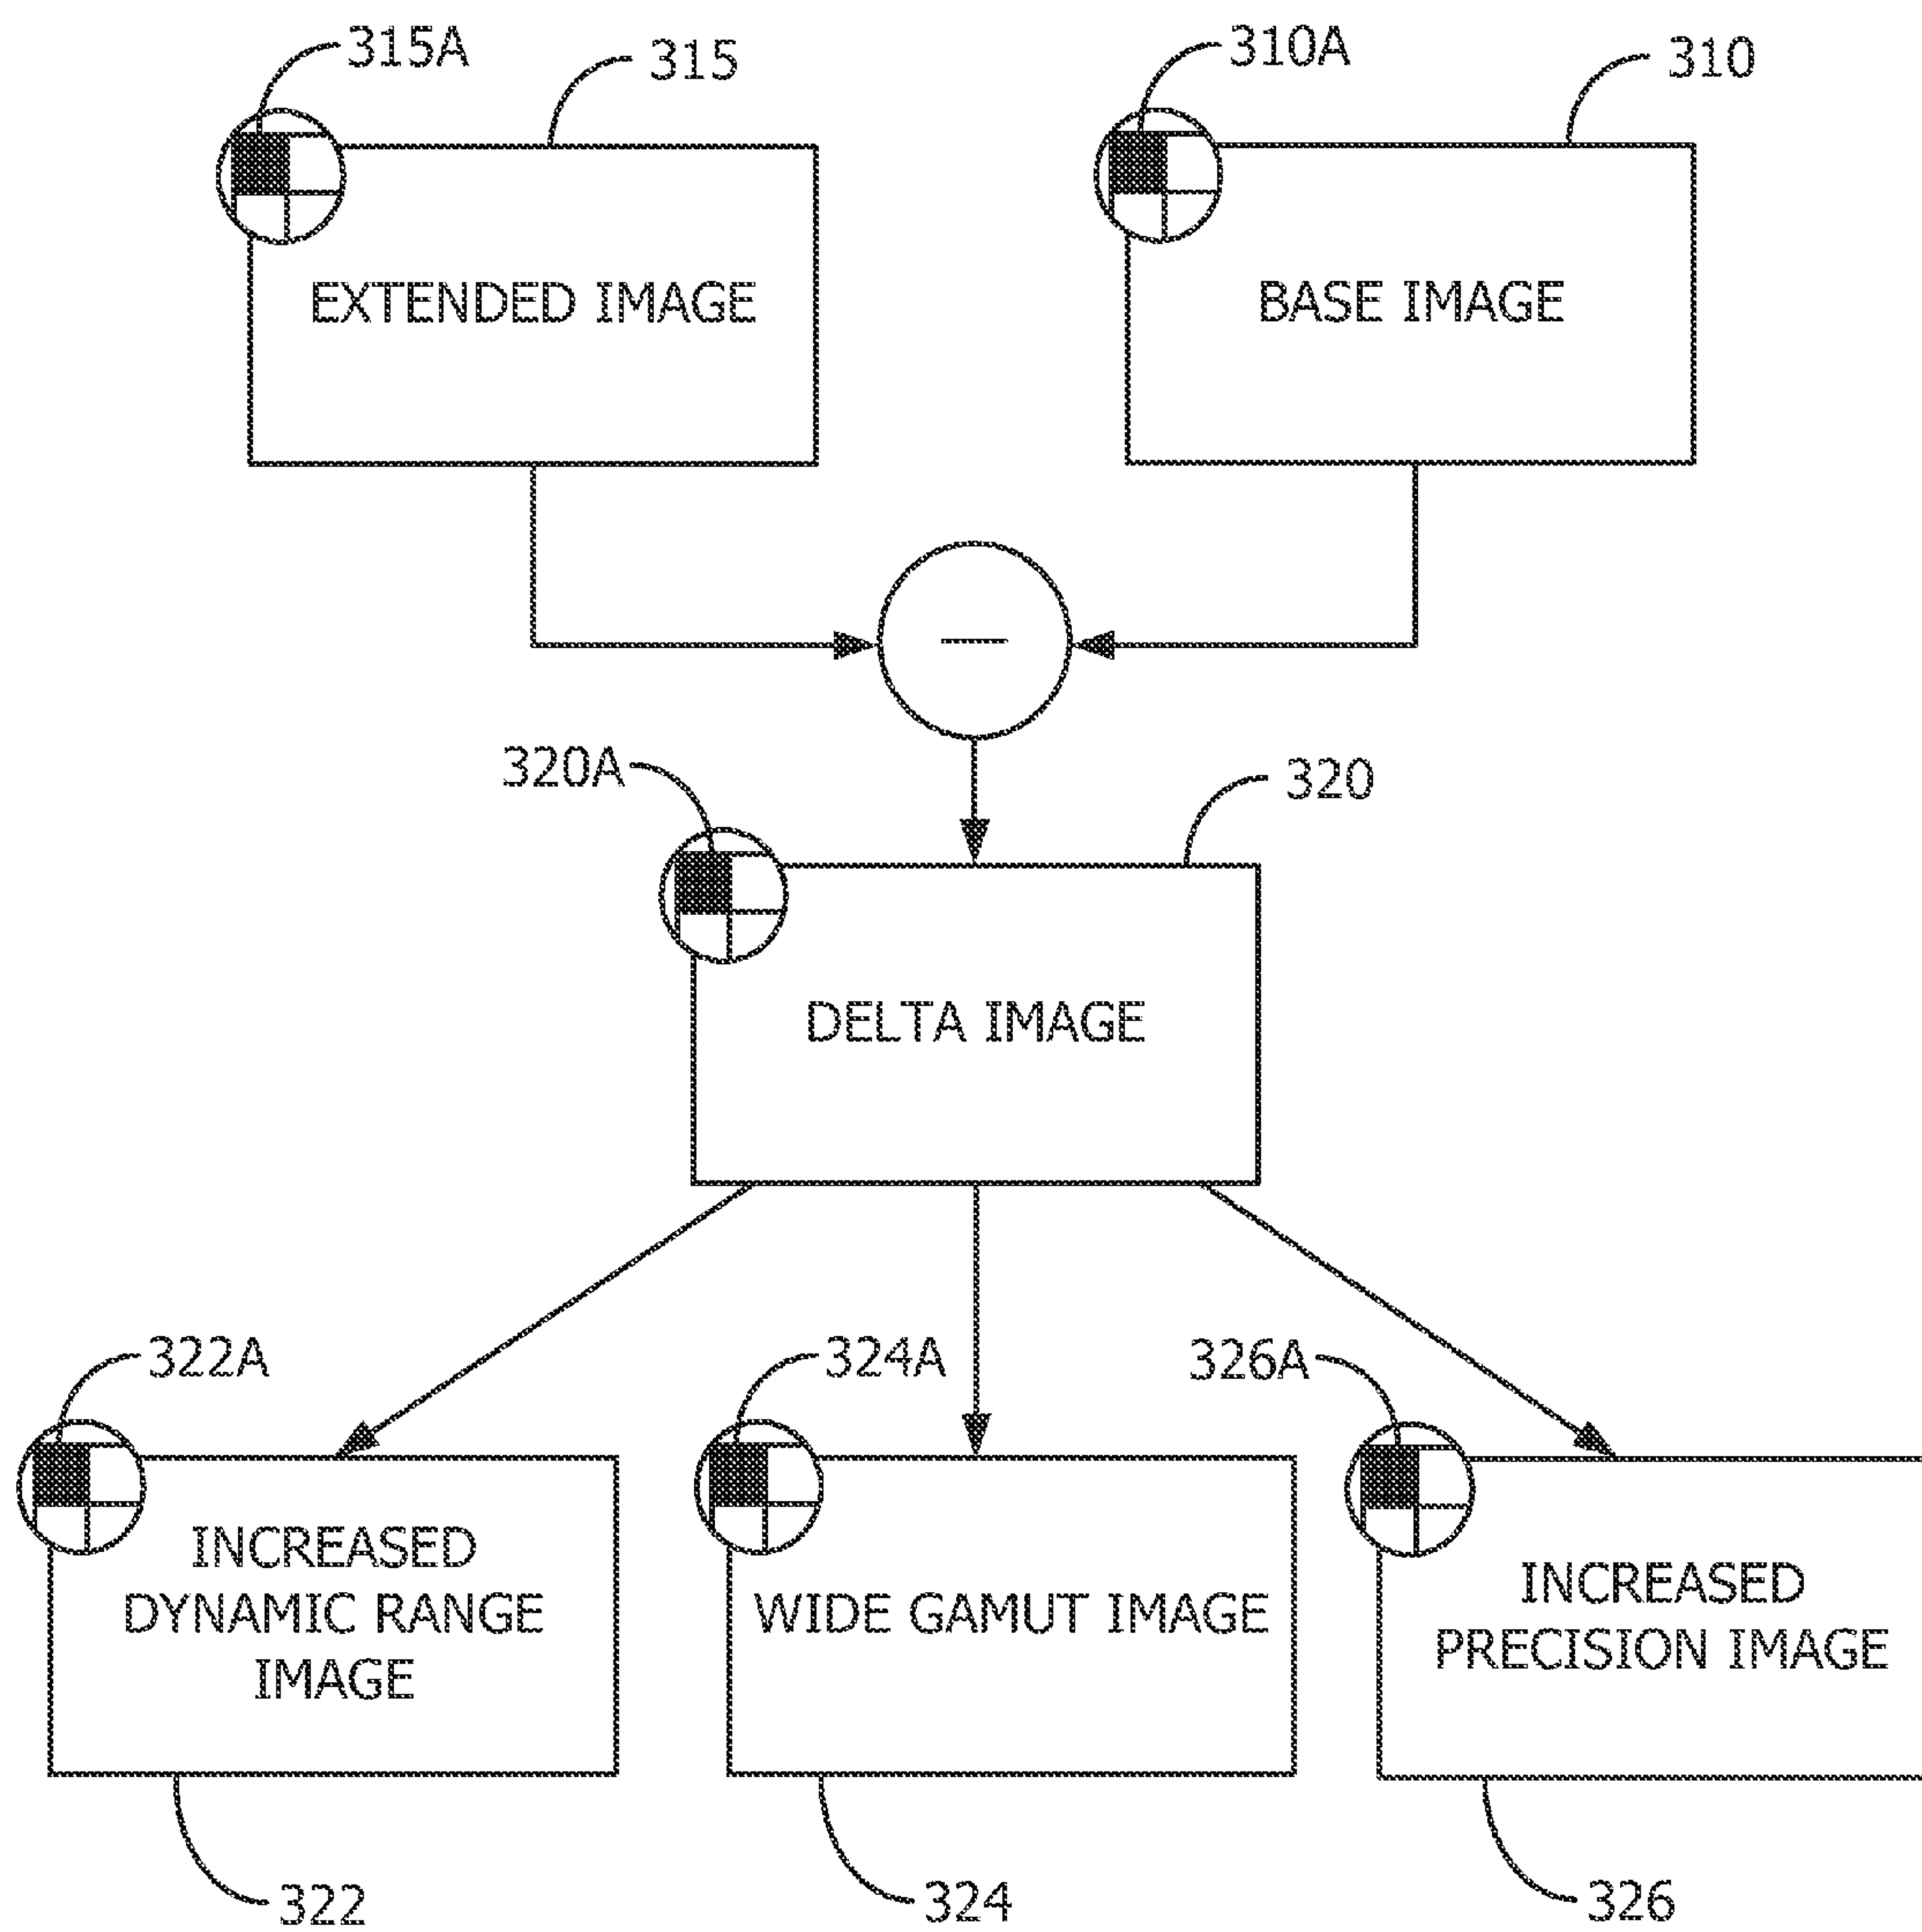 315A
315
310A
310
EXTENDED IMAGE
BASE IMAGE
—
320A
320
DELTA IMAGE
322A
324A
326A
INCREASED
DYNAMIC RANGE
IMAGE
WIDE GAMUT IMAGE
INCREASED
PRECISION IMAGE
322
324
326